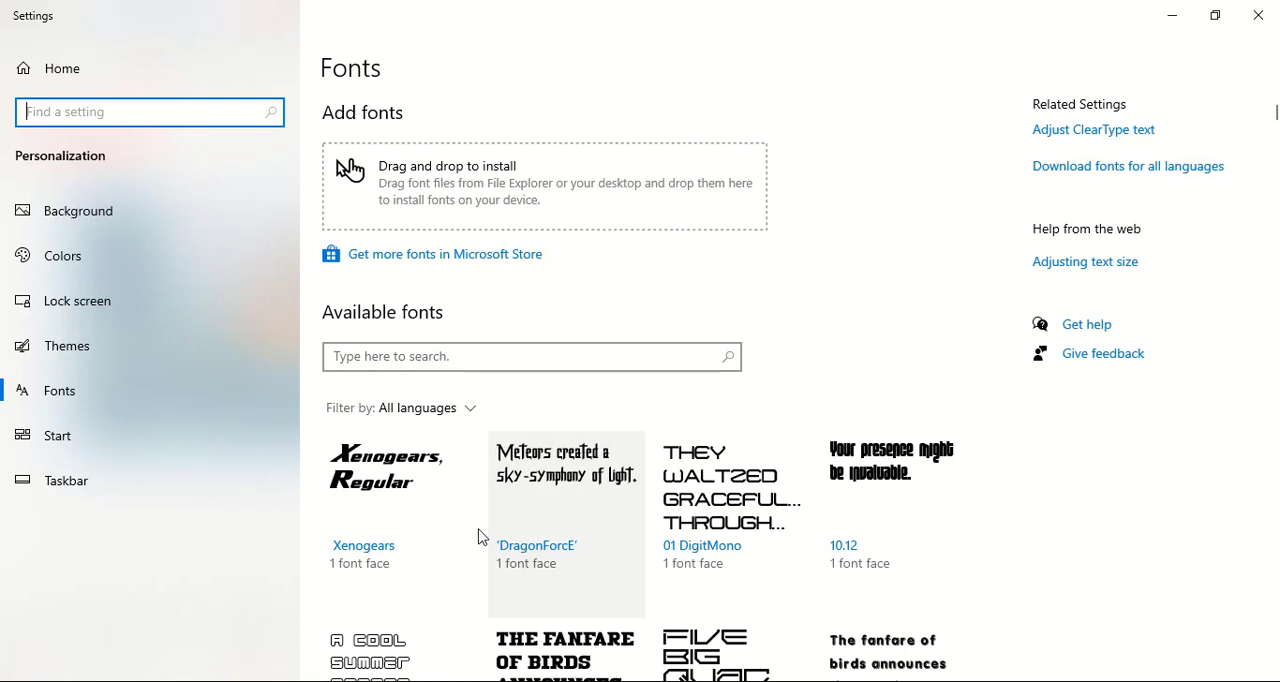 Settings
Home
Find a setting
Personalization
Background
Colors
Lock screen
Themes
Fonts
Start
Taskbar
Fonts
Add fonts
Drag and drop to install
Drag font files from File Explorer or your desktop and drop them here
to install fonts on your device.
Get more fonts in Microsoft Store
Available fonts
Type here to search.
Filter by: All languages
Xenogears,
Regular
Xenogears
1 font face
Meteors created a
sky-symphony of light.
'DragonForcE'
1 font face
THEY
WALTZED
GRACEFUL...
THROUGH...
01 DigitMono
1 font face
Your presence might
be invaluable.
10.12
1 font face
A COOL
SUMMER
THE FANFARE
OF BIRDS
ANNOUNCES
FIVE
BIG
QUAC
The fanfare of
birds announces
Related Settings
Adjust ClearType text
Download fonts for all languages
Help from the web
Adjusting text size
Get help
Give feedback